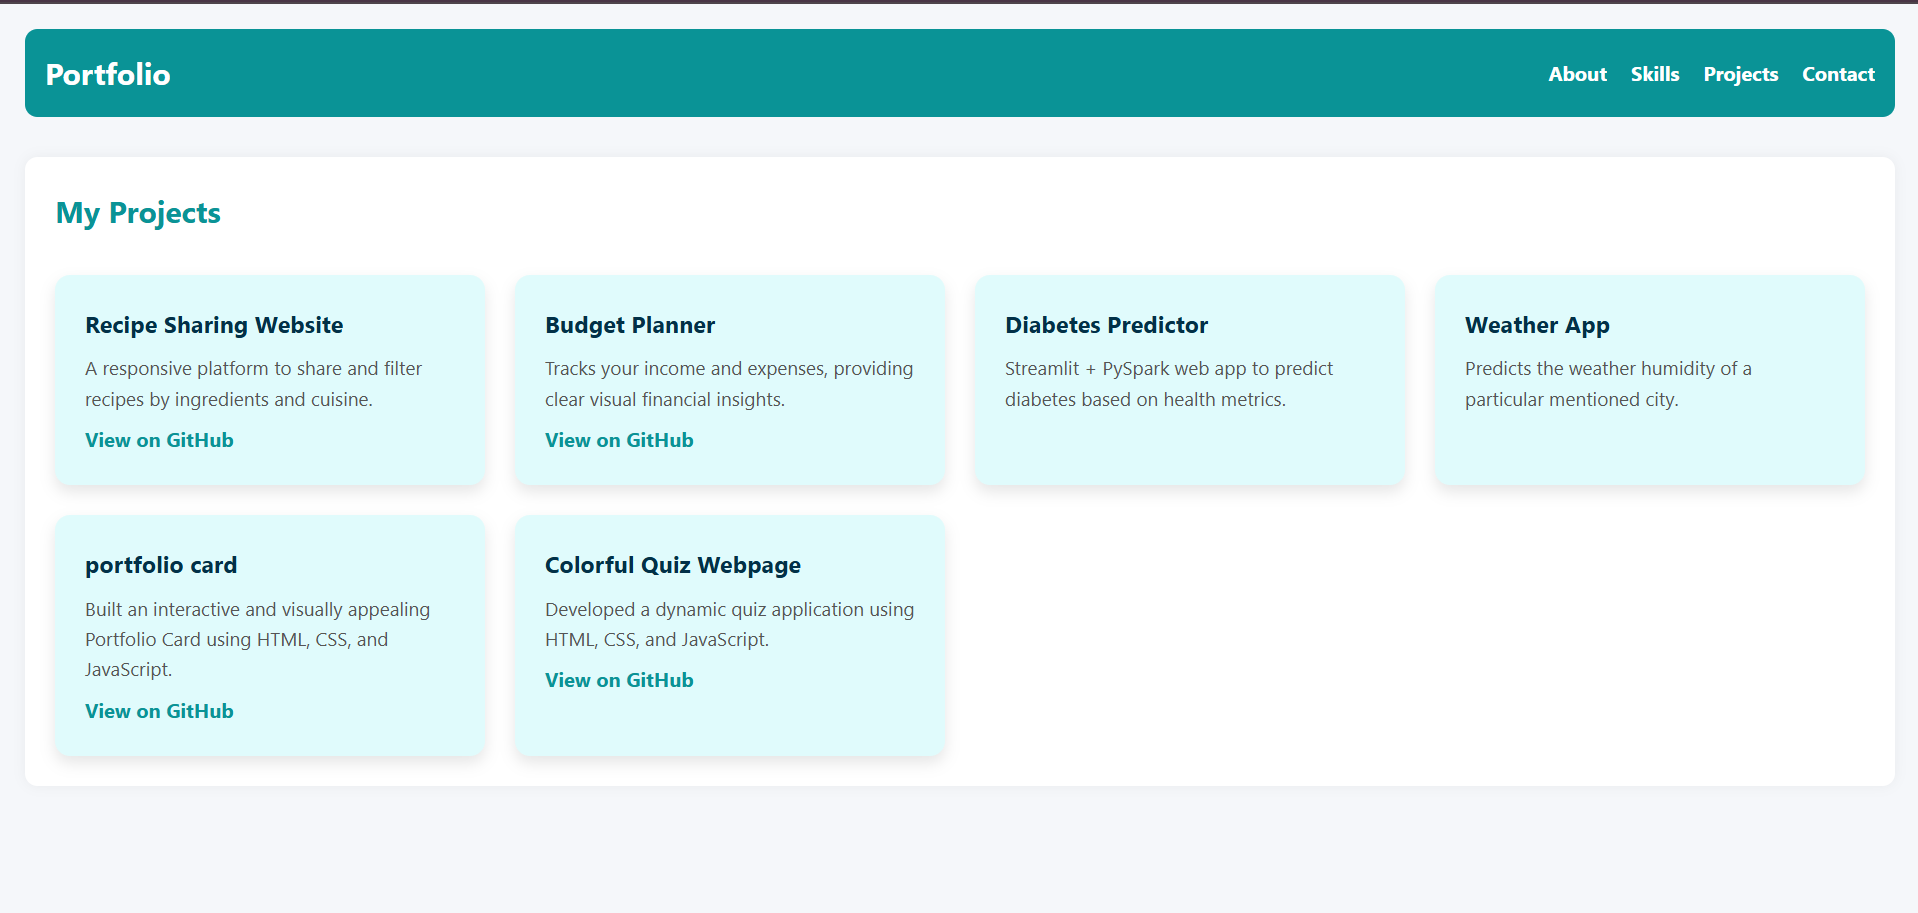 Portfolio
About
Skills
Projects
Contact
My Projects
Recipe Sharing Website
A responsive platform to share and filter
recipes by ingredients and cuisine.
View on GitHub
Budget Planner
Tracks your income and expenses, providing
clear visual financial insights.
View on GitHub
Diabetes Predictor
Streamlit + PySpark web app to predict
diabetes based on health metrics.
Weather App
Predicts the weather humidity of a
particular mentioned city.
portfolio card
Built an interactive and visually appealing
Portfolio Card using HTML, CSS, and
JavaScript.
View on GitHub
Colorful Quiz Webpage
Developed a dynamic quiz application using
HTML, CSS, and JavaScript.
View on GitHub